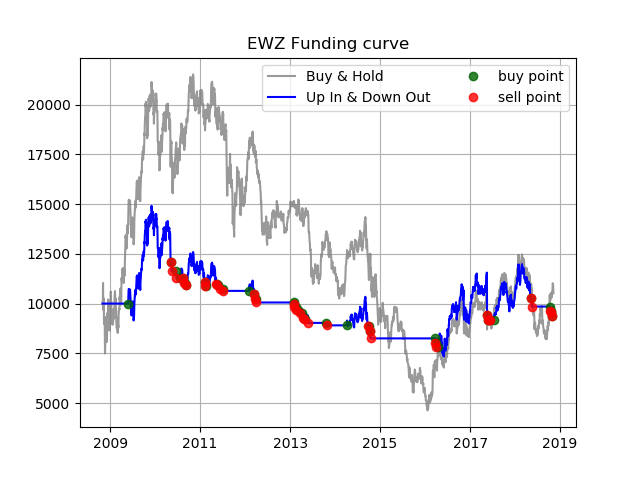 EWZ Funding curve
Buy & Hold
Up In & Down Out
buy point
sell point
20000
17500
15000
12500
10000
7500
5000
2009 2011 2013 2015 2017 2019